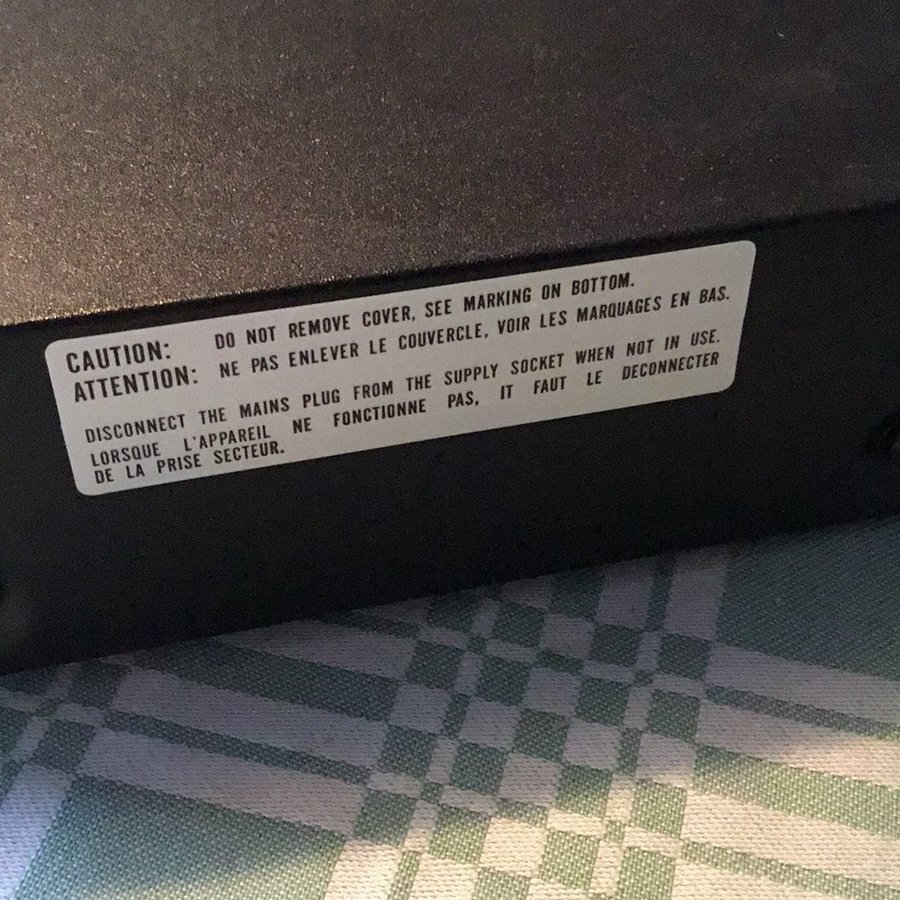 CAUTION: DO NOT REMOVE COVER, SEE MARKING ON BOTTOM.
ATTENTION: NE PAS ENLEVER LE COUVERCLE, VOIR LES MARQUAGES EN BAS.
DISCONNECT THE MAINS PLUG FROM THE SUPPLY SOCKET WHEN NOT IN USE.
LORSQUE L'APPAREIL NE FONCTIONNE PAS, IT FAUT LE DECONNECTER
DE LA PRISE SECTEUR.